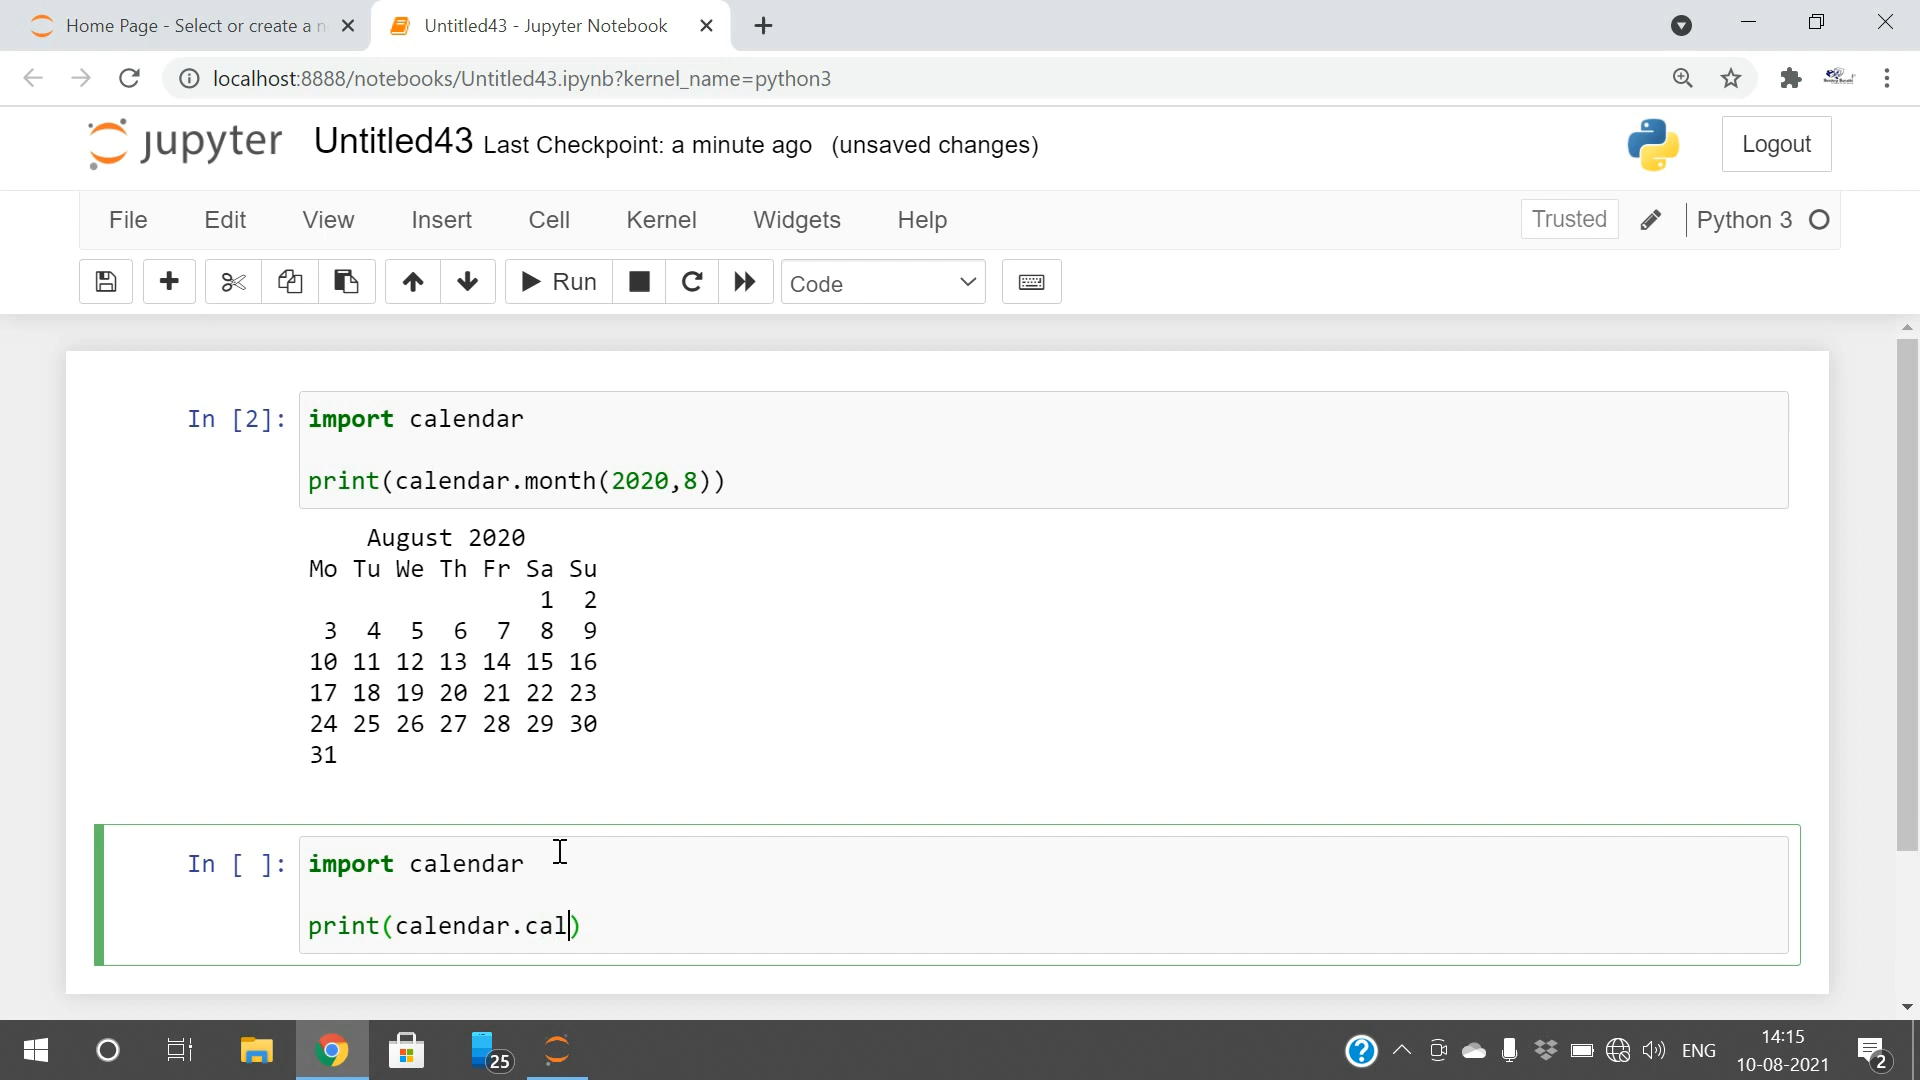 Home Page - Select or create a n
Untitled43 - Jupyter Notebook
localhost:8888/notebooks/Untitled43.ipynb?kernel_name=python3
jupyter Untitled43 Last Checkpoint: a minute ago (unsaved changes)
Logout
File Edit View Insert Cell Kernel Widgets Help
Trusted
Python 3
Run
Code
In [2]: import calendar
print(calendar.month(2020,8))
August 2020
Mo Tu We Th Fr Sa Su
1 2
3 4 5 6 7 8 9
10 11 12 13 14 15 16
17 18 19 20 21 22 23
24 25 26 27 28 29 30
31
In [ ]: import calendar
print(calendar.cal)
25
ENG
14:15
10-08-2021
2